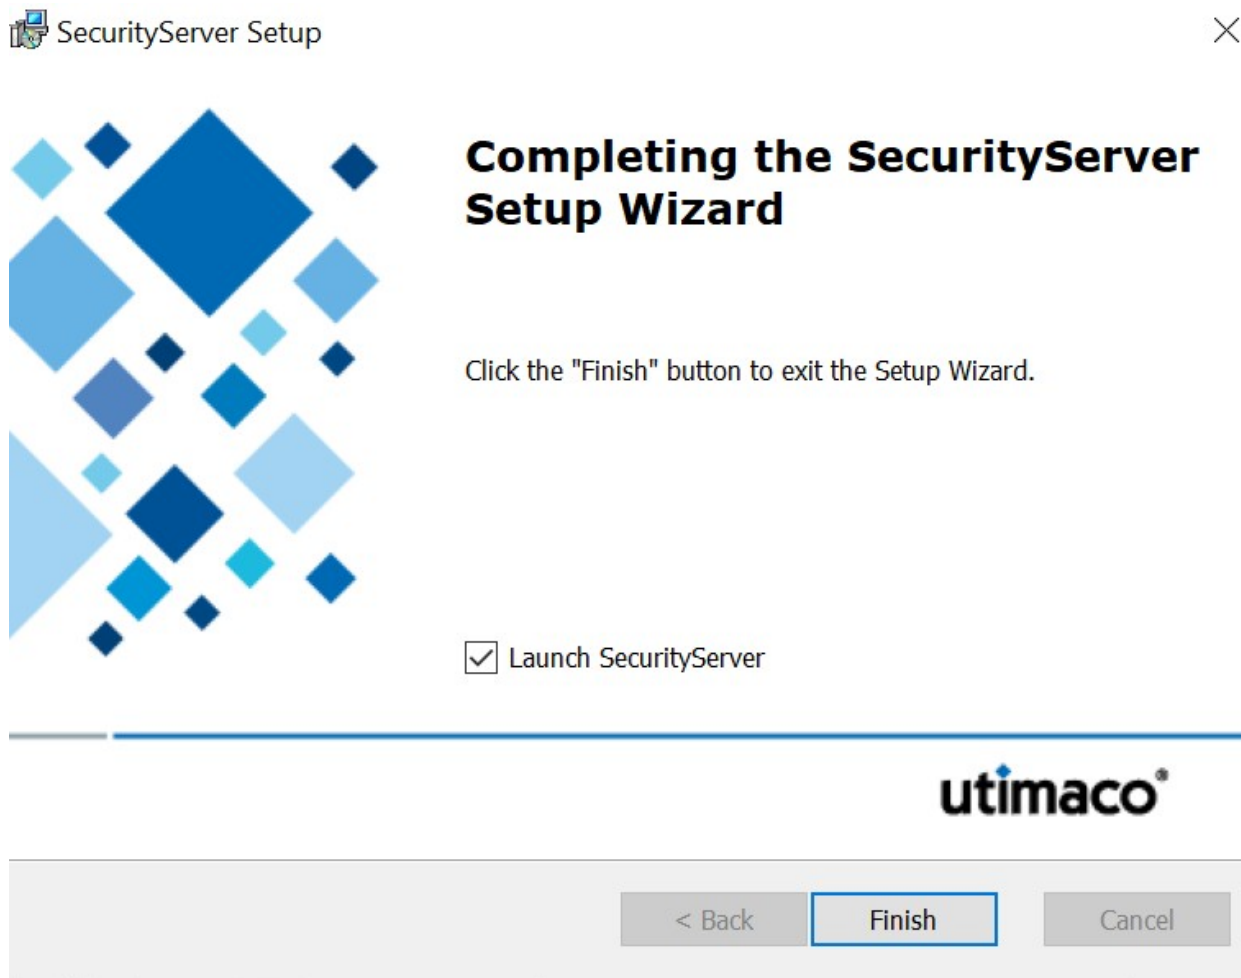 SecurityServer Setup
Completing the SecurityServer
Setup Wizard
Click the "Finish" button to exit the Setup Wizard.
Launch SecurityServer
utimaco®
< Back
Finish
Cancel